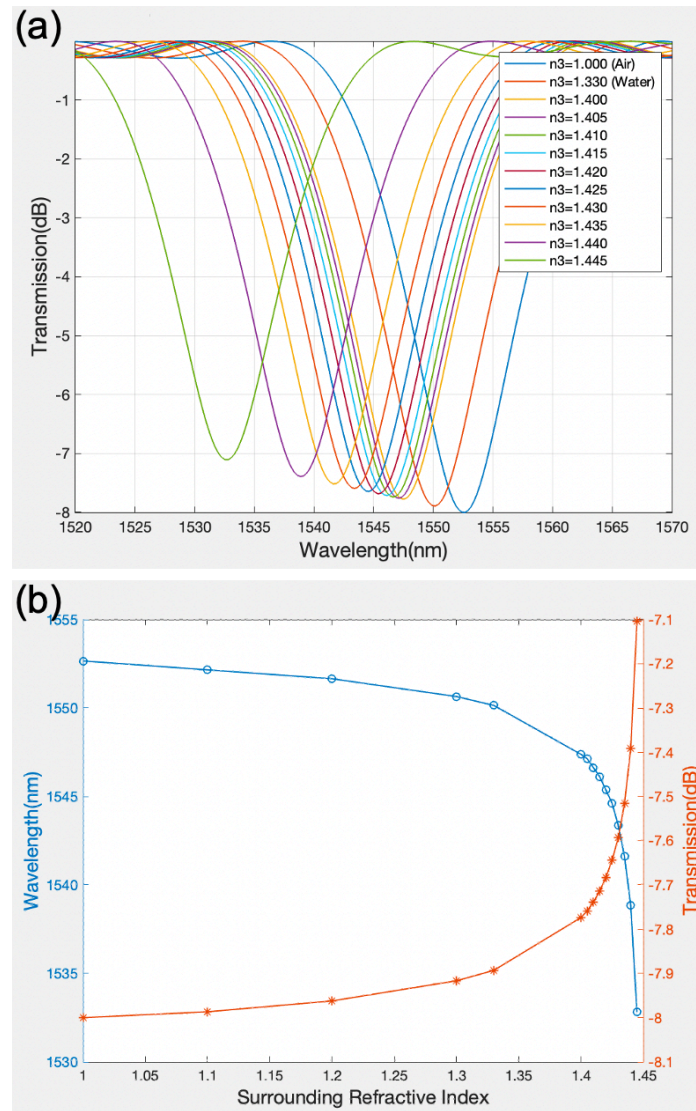 (a)
Transmission(dB)
-1
-2
-3
-4
-5
-6
-7
-8
1520 1525 1530 1535 1540 1545 1550 1555 1560 1565 1570
Wavelength(nm)
n3=1.000 (Air)
n3=1.330 (Water)
n3=1.400
n3=1.405
n3=1.410
n3=1.415
n3=1.420
n3=1.425
n3=1.430
n3=1.435
n3=1.440
n3=1.445
(b)
Wavelength(nm)
1555
1550
1545
1540
1535
1530
1 1.05 1.1 1.15 1.2 1.25 1.3 1.35 1.4 1.45
Surrounding Refractive Index
-7.1
-7.2
-7.3
-7.4
-7.5
-7.6
-7.7
-7.8
-7.9
-8
-8.1
Transmission(dB)